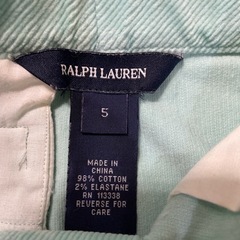 RALPH LAUREN
5
MADE IN
CHINA
98% COTTON
2% ELASTANE
RN 113338
REVERSE FOR
CARE